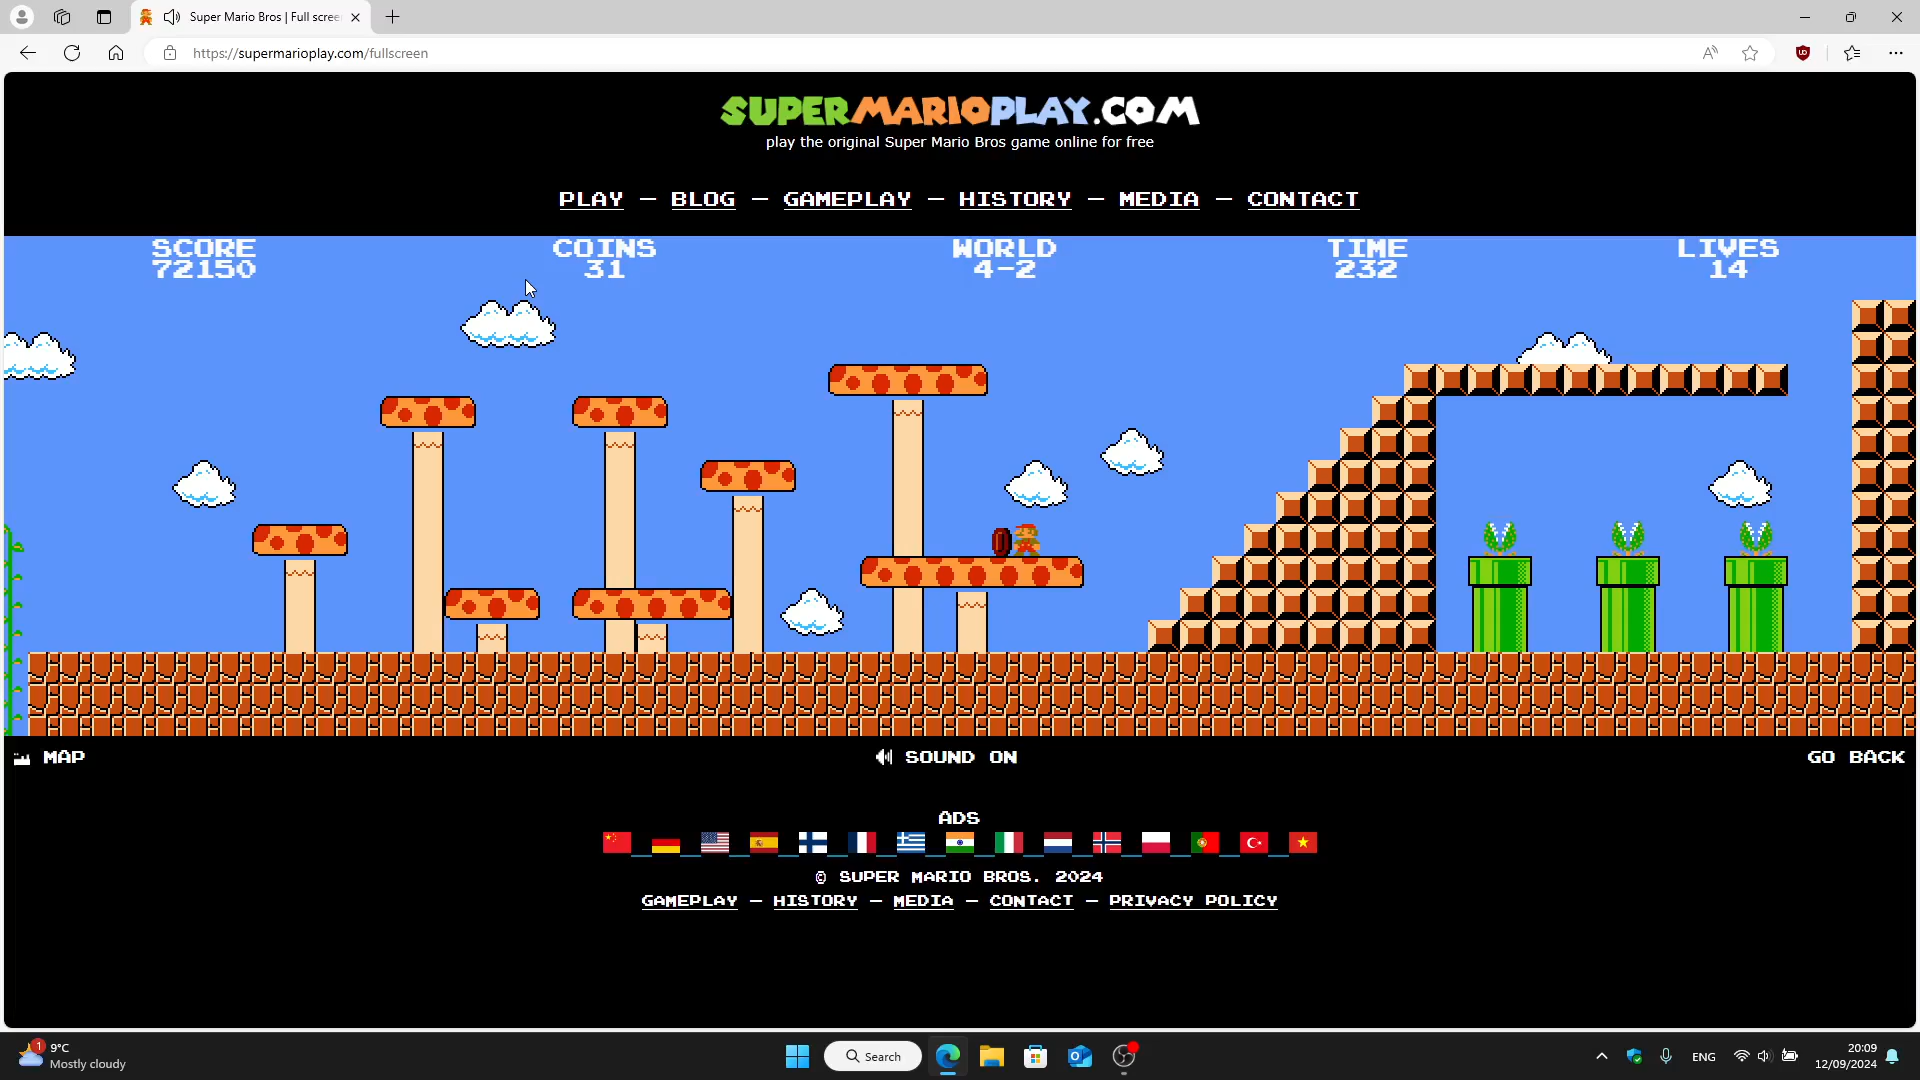 Super Mario Bros | Full scree
https://supermarioplay.com/fullscreen
SUPERMARIOPLAY.COM
play the original Super Mario Bros game online for free
PLAY – BLOG – GAMEPLAY – HISTORY – MEDIA – CONTACT
SCORE COINS WORLD TIME LIVES
72150 31 4-2 232 14
MAP SOUND ON GO BACK
ADS
© SUPER MARIO BROS. 2024
GAMEPLAY – HISTORY – MEDIA – CONTACT – PRIVACY POLICY
1
9°C
Mostly cloudy
Search
ENG
20:09
12/09/2024